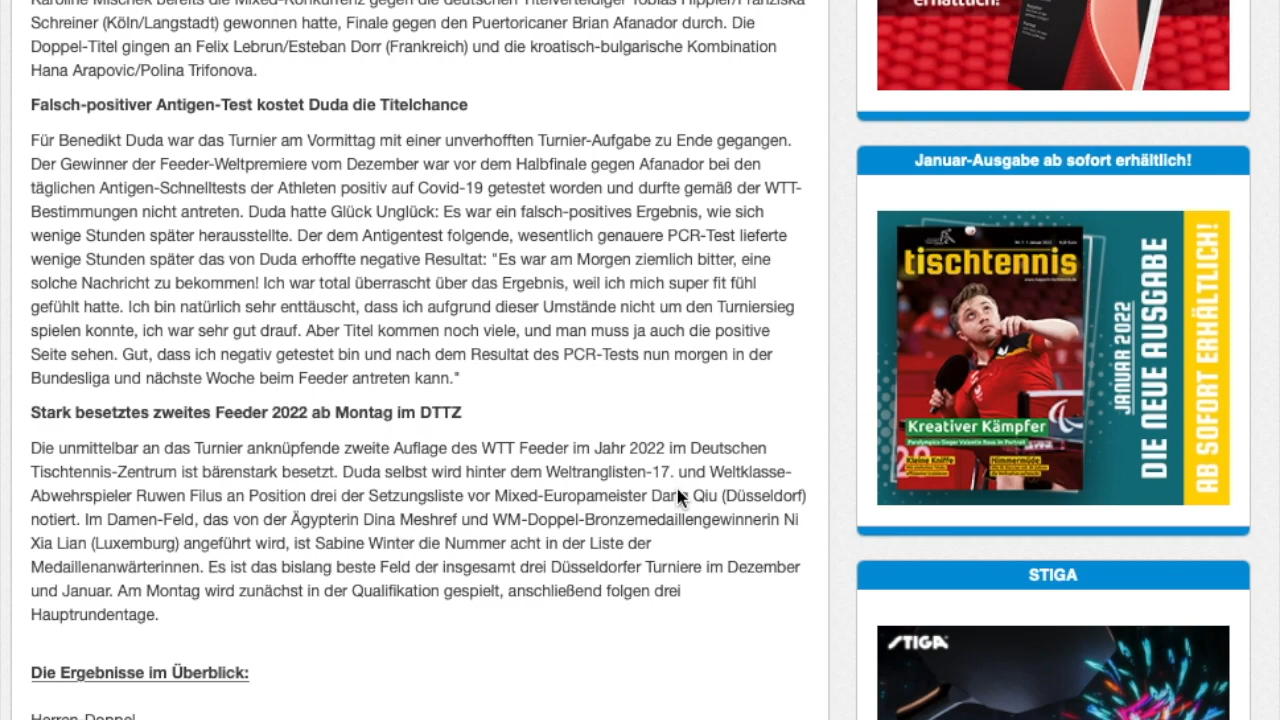 Karoline Mischek bereits die Mixed-Konkurrenz gegen die deutschen Titelverteidiger Tobias Hippler/Franziska
Schreiner (Köln/Langstadt) gewonnen hatte, Finale gegen den Puertoricaner Brian Afanador durch. Die
Doppel-Titel gingen an Felix Lebrun/Esteban Dorr (Frankreich) und die kroatisch-bulgarische Kombination
Hana Arapovic/Polina Trifonova.
Falsch-positiver Antigen-Test kostet Duda die Titelchance
Für Benedikt Duda war das Turnier am Vormittag mit einer unverhofften Turnier-Aufgabe zu Ende gegangen.
Der Gewinner der Feeder-Weltpremiere vom Dezember war vor dem Halbfinale gegen Afanador bei den
täglichen Antigen-Schnelltests der Athleten positiv auf Covid-19 getestet worden und durfte gemäß der WTT-
Bestimmungen nicht antreten. Duda hatte Glück Unglück: Es war ein falsch-positives Ergebnis, wie sich
wenige Stunden später herausstellte. Der dem Antigentest folgende, wesentlich genauere PCR-Test lieferte
wenige Stunden später das von Duda erhoffte negative Resultat: "Es war am Morgen ziemlich bitter, eine
solche Nachricht zu bekommen! Ich war total überrascht über das Ergebnis, weil ich mich super fit fühl
gefühlt hatte. Ich bin natürlich sehr enttäuscht, dass ich aufgrund dieser Umstände nicht um den Turniersieg
spielen konnte, ich war sehr gut drauf. Aber Titel kommen noch viele, und man muss ja auch die positive
Seite sehen. Gut, dass ich negativ getestet bin und nach dem Resultat des PCR-Tests nun morgen in der
Bundesliga und nächste Woche beim Feeder antreten kann."
Stark besetztes zweites Feeder 2022 ab Montag im DTTZ
Die unmittelbar an das Turnier anknüpfende zweite Auflage des WTT Feeder im Jahr 2022 im Deutschen
Tischtennis-Zentrum ist bärenstark besetzt. Duda selbst wird hinter dem Weltranglisten-17. und Weltklasse-
Abwehrspieler Ruwen Filus an Position drei der Setzungsliste vor Mixed-Europameister Dang Qiu (Düsseldorf)
notiert. Im Damen-Feld, das von der Ägypterin Dina Meshref und WM-Doppel-Bronzemedaillengewinnerin Ni
Xia Lian (Luxemburg) angeführt wird, ist Sabine Winter die Nummer acht in der Liste der
Medaillenanwärterinnen. Es ist das bislang beste Feld der insgesamt drei Düsseldorfer Turniere im Dezember
und Januar. Am Montag wird zunächst in der Qualifikation gespielt, anschließend folgen drei
Hauptrundentage.
Die Ergebnisse im Überblick:
Herren-Doppel
erhältlich!
Januar-Ausgabe ab sofort erhältlich!
tischtennis
Kreativer Kämpfer
Paralympics-Sieger Valentin Baus im Portrait
Kleine Kniffe
JANUAR 2022
DIE NEUE AUSGABE
AB SOFORT ERHÄLTLICH!
STIGA
STIGA